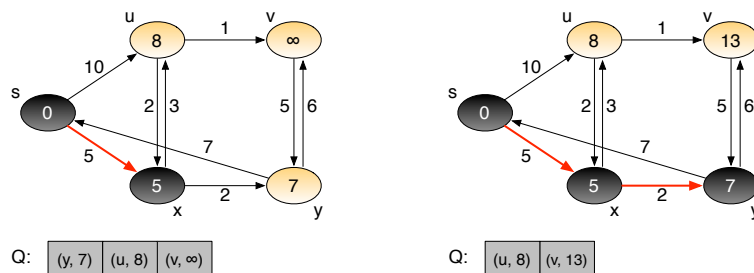 u v u v
8 1 ∞ 8 1 13
10 10
s 2 3 5 6 s 2 3 5 6
0 7 0 7
5 5
5 2 7 5 2 7
x y x y
Q: (y, 7) (u, 8) (v, ∞) Q: (u, 8) (v, 13)